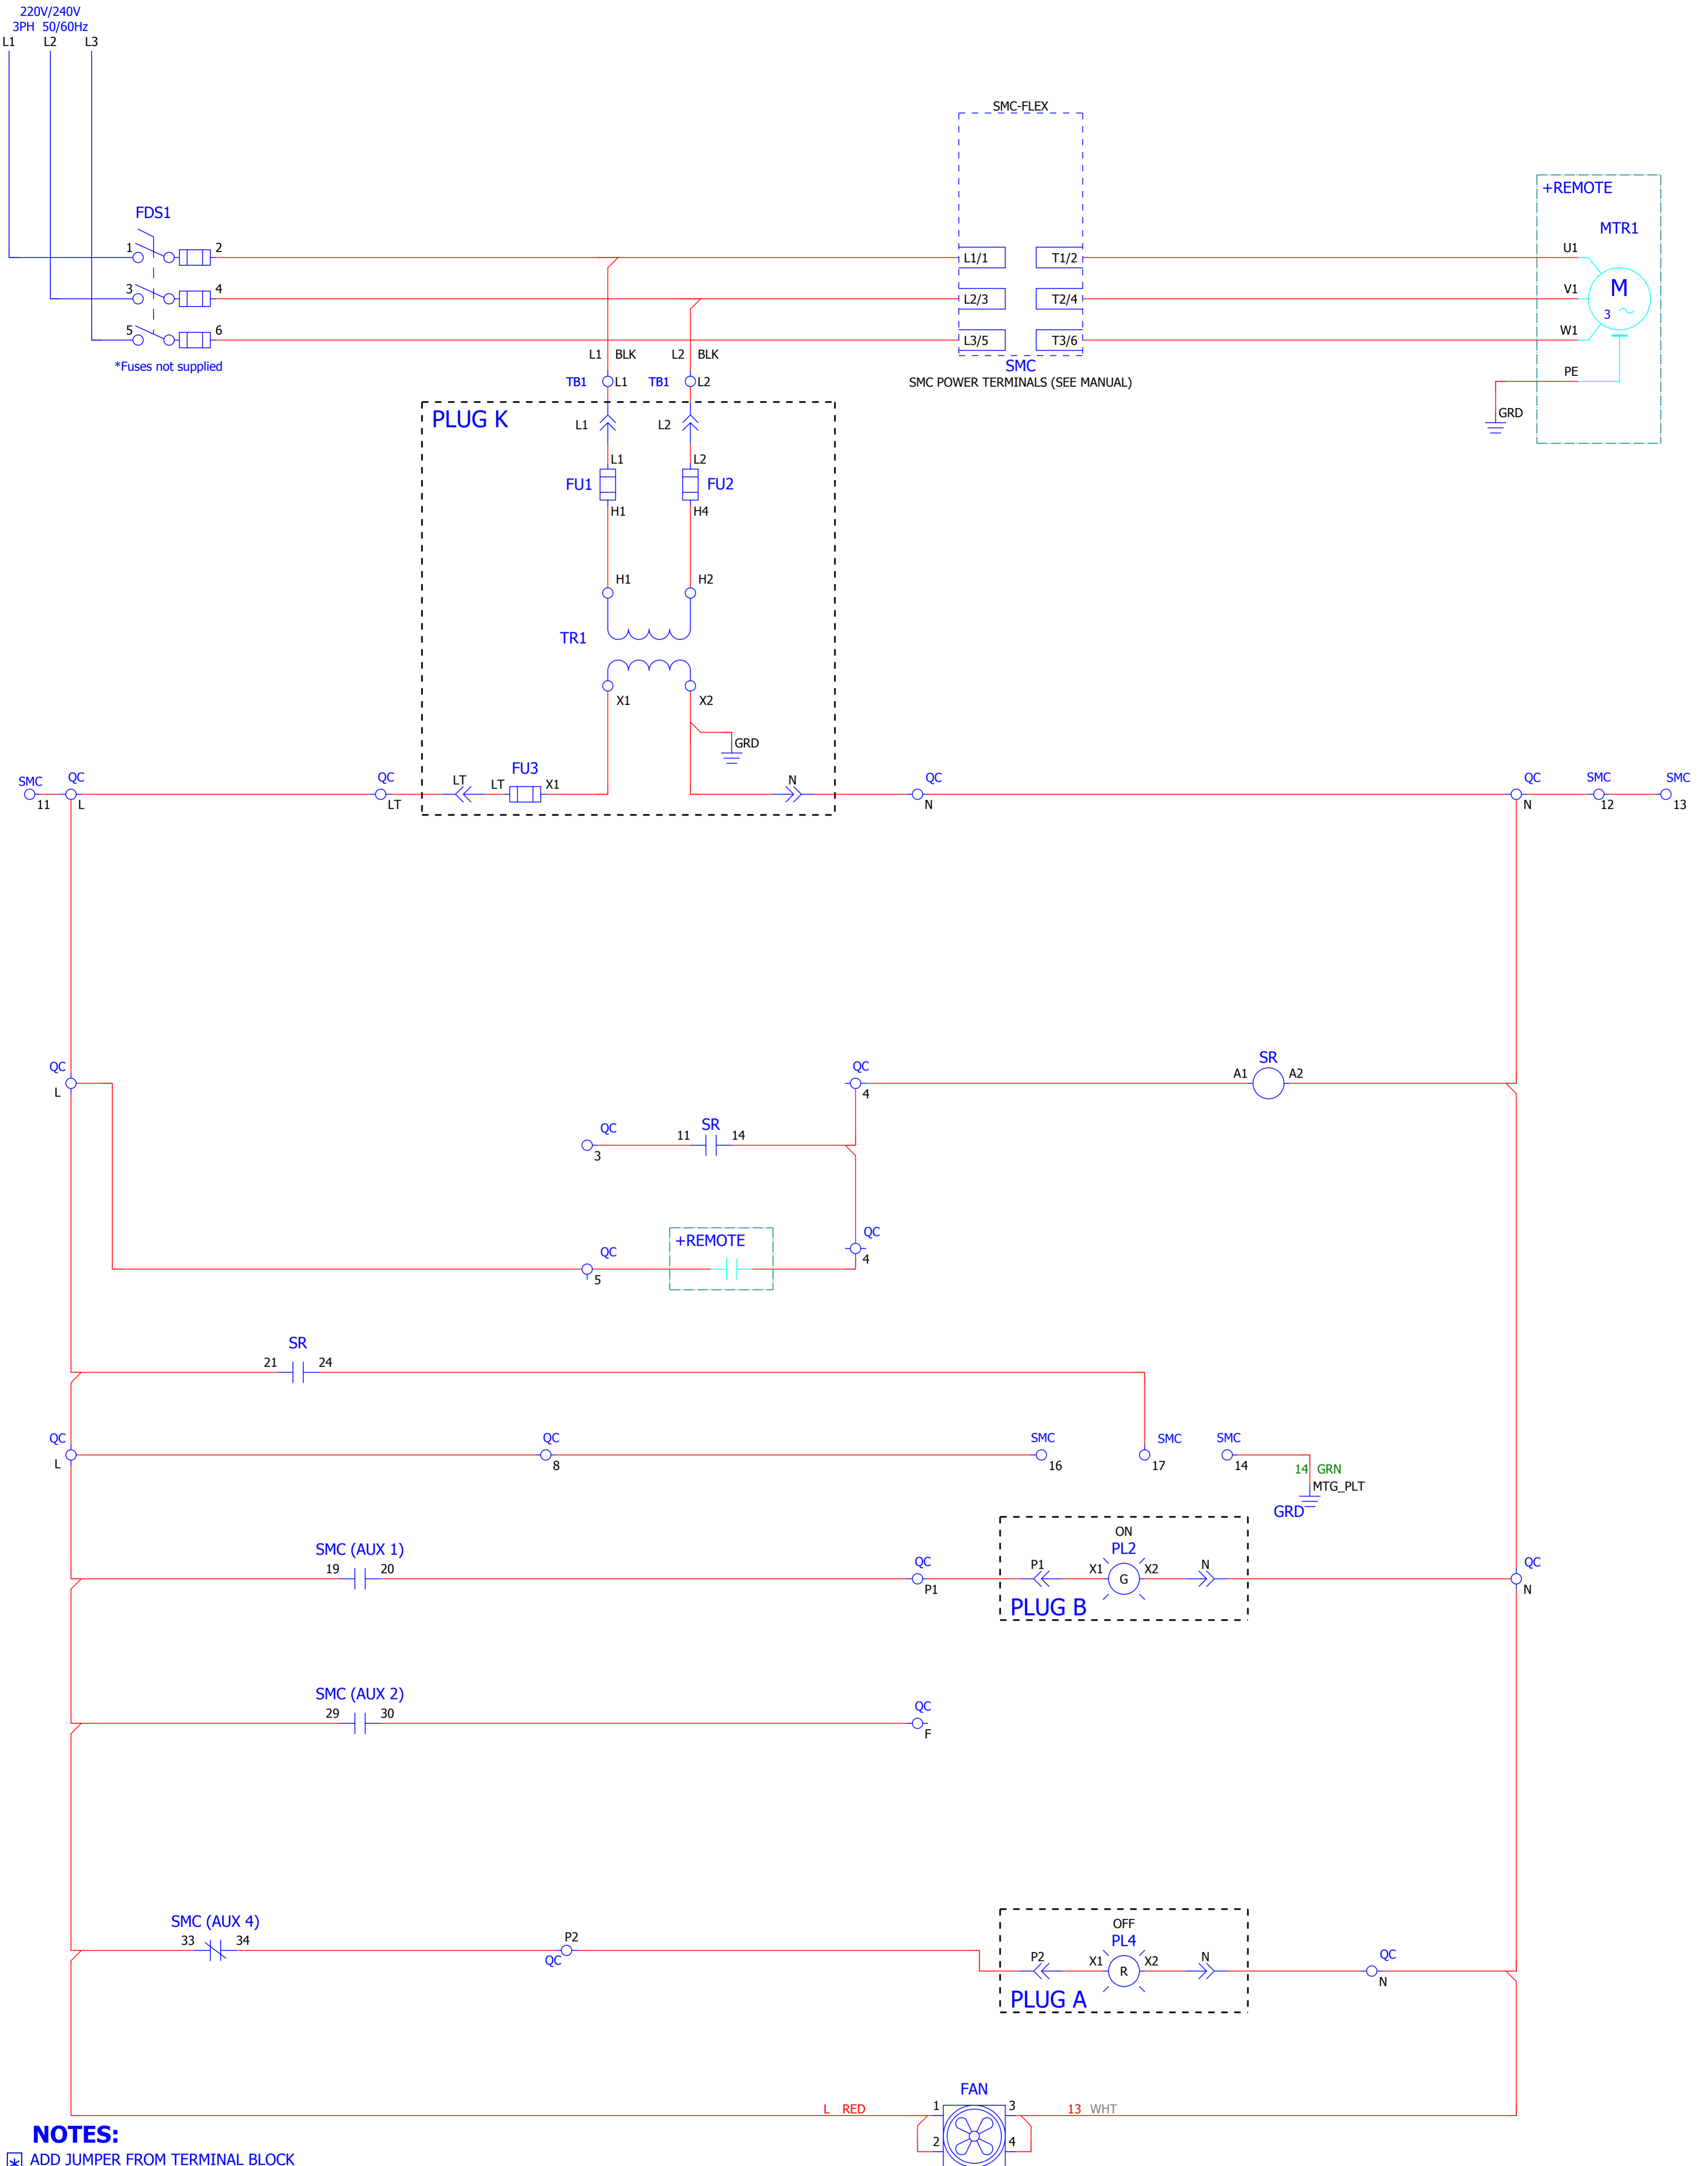 220V/240V
3PH 50/60Hz
L1 L2 L3
SMC-FLEX
+REMOTE
FDS1
MTR1
1 2
L1/1 T1/2
U1
3 4
L2/3 T2/4
V1
M
3
5 6
L3/5 T3/6
W1
*Fuses not supplied
L1 BLK L2 BLK
SMC
SMC POWER TERMINALS (SEE MANUAL)
PE
TB1 L1 TB1 L2
GRD
PLUG K
L1 L2
L1 L2
FU1 FU2
H1 H4
H1 H2
TR1
X1 X2
GRD
FU3
SMC QC QC LT LT X1 N QC QC SMC SMC
11 L LT N N 12 13
QC QC SR
L 4 A1 A2
QC 11 SR 14
3
+REMOTE QC
QC 4
5
SR
21 24
QC QC SMC SMC SMC
L 8 16 17 14
14 GRN
MTG_PLT
GRD
ON
SMC (AUX 1) PL2
19 20 QC P1 X1 G X2 N QC
P1 N
PLUG B
SMC (AUX 2)
29 30 QC
F
SMC (AUX 4) OFF
33 34 P2 PL4
QC P2 X1 R X2 N QC
N
PLUG A
FAN
L RED 1 3 13 WHT
2 4
NOTES:
* ADD JUMPER FROM TERMINAL BLOCK